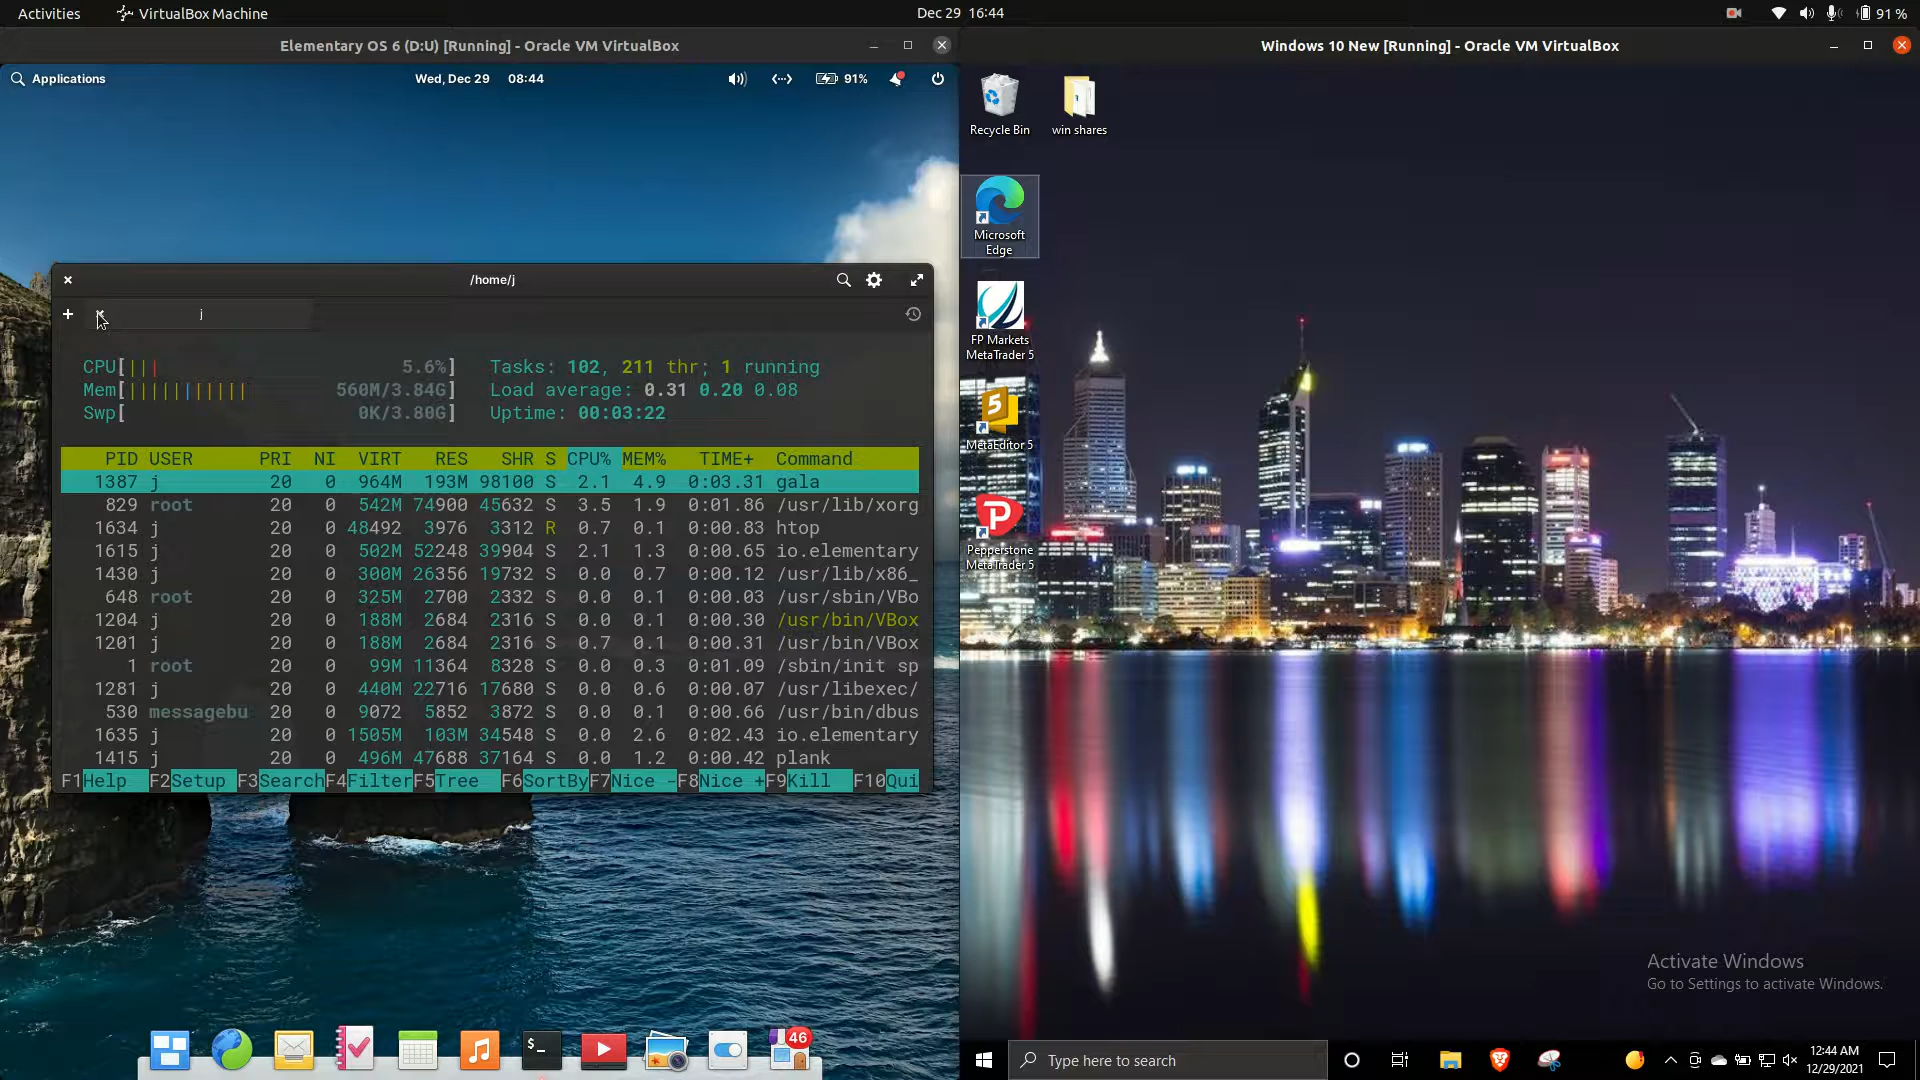 Activities VirtualBox Machine Dec 29 16:44 91 %
Elementary OS 6 (D:U) [Running] - Oracle VM VirtualBox
Windows 10 New [Running] - Oracle VM VirtualBox
Applications Wed, Dec 29 08:44 91%
/home/j
+ j
CPU[||| 5.6%] Tasks: 102, 211 thr; 1 running
Mem[||||||||||| 560M/3.84G] Load average: 0.31 0.20 0.08
Swp[ 0K/3.80G] Uptime: 00:03:22
PID USER PRI NI VIRT RES SHR S CPU% MEM% TIME+ Command
1387 j 20 0 964M 193M 98100 S 2.1 4.9 0:03.31 gala
829 root 20 0 542M 74900 45632 S 3.5 1.9 0:01.86 /usr/lib/xorg
1634 j 20 0 48492 3976 3312 R 0.7 0.1 0:00.83 htop
1615 j 20 0 502M 52248 39904 S 2.1 1.3 0:00.65 io.elementary
1430 j 20 0 300M 26356 19732 S 0.0 0.7 0:00.12 /usr/lib/x86_
648 root 20 0 325M 2700 2332 S 0.0 0.1 0:00.03 /usr/sbin/VBo
1204 j 20 0 188M 2684 2316 S 0.0 0.1 0:00.30 /usr/bin/VBox
1201 j 20 0 188M 2684 2316 S 0.7 0.1 0:00.31 /usr/bin/VBox
1 root 20 0 99M 11364 8328 S 0.0 0.3 0:01.09 /sbin/init sp
1281 j 20 0 440M 22716 17680 S 0.0 0.6 0:00.07 /usr/libexec/
530 messagebu 20 0 9072 5852 3872 S 0.0 0.1 0:00.66 /usr/bin/dbus
1635 j 20 0 1505M 103M 34548 S 0.0 2.6 0:02.43 io.elementary
1415 j 20 0 496M 47688 37164 S 0.0 1.2 0:00.42 plank
F1Help F2Setup F3SearchF4FilterF5Tree F6SortByF7Nice -F8Nice +F9Kill F10Qui
$_
46
Recycle Bin
win shares
Microsoft
Edge
FP Markets
MetaTrader 5
5
MetaEditor 5
Pepperstone
MetaTrader 5
Activate Windows
Go to Settings to activate Windows.
Type here to search
12:44 AM
12/29/2021